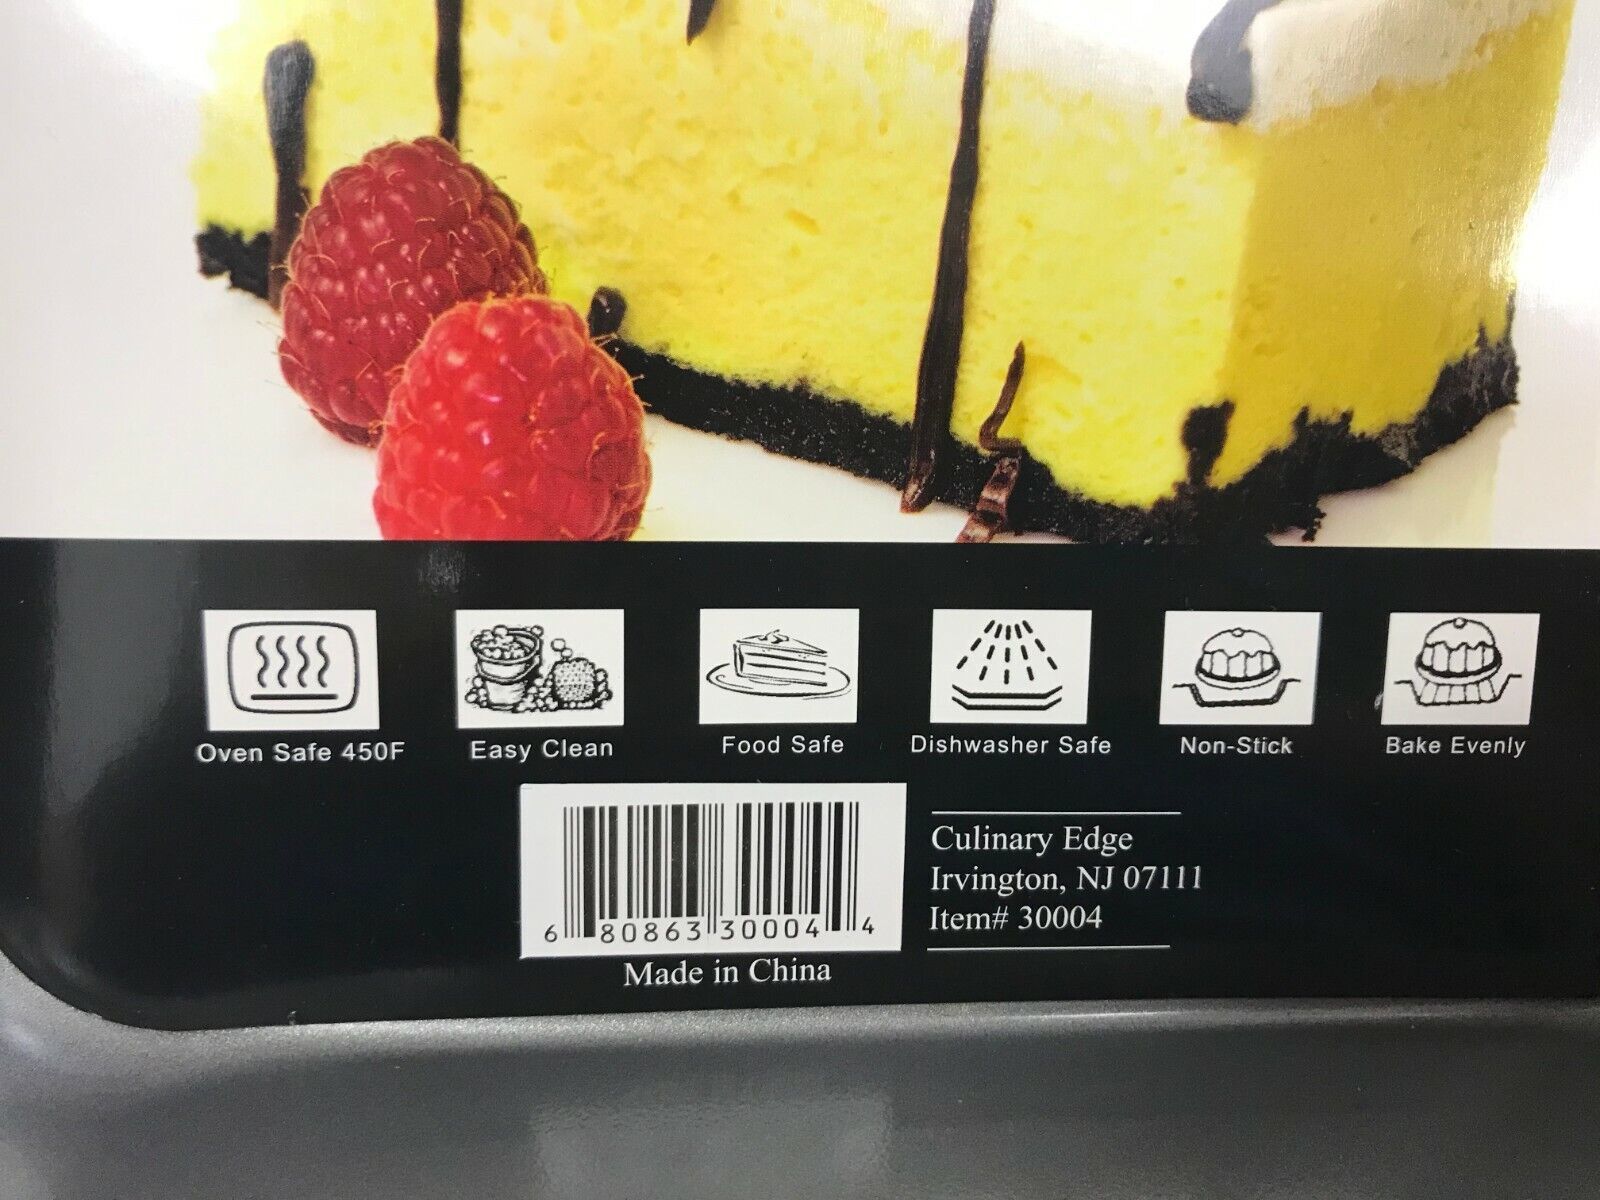 Oven Safe 450F
Easy Clean
Food Safe
Dishwasher Safe
Non-Stick
Bake Evenly
6 80863 30004 4
Made in China
Culinary Edge
Irvington, NJ 07111
Item# 30004